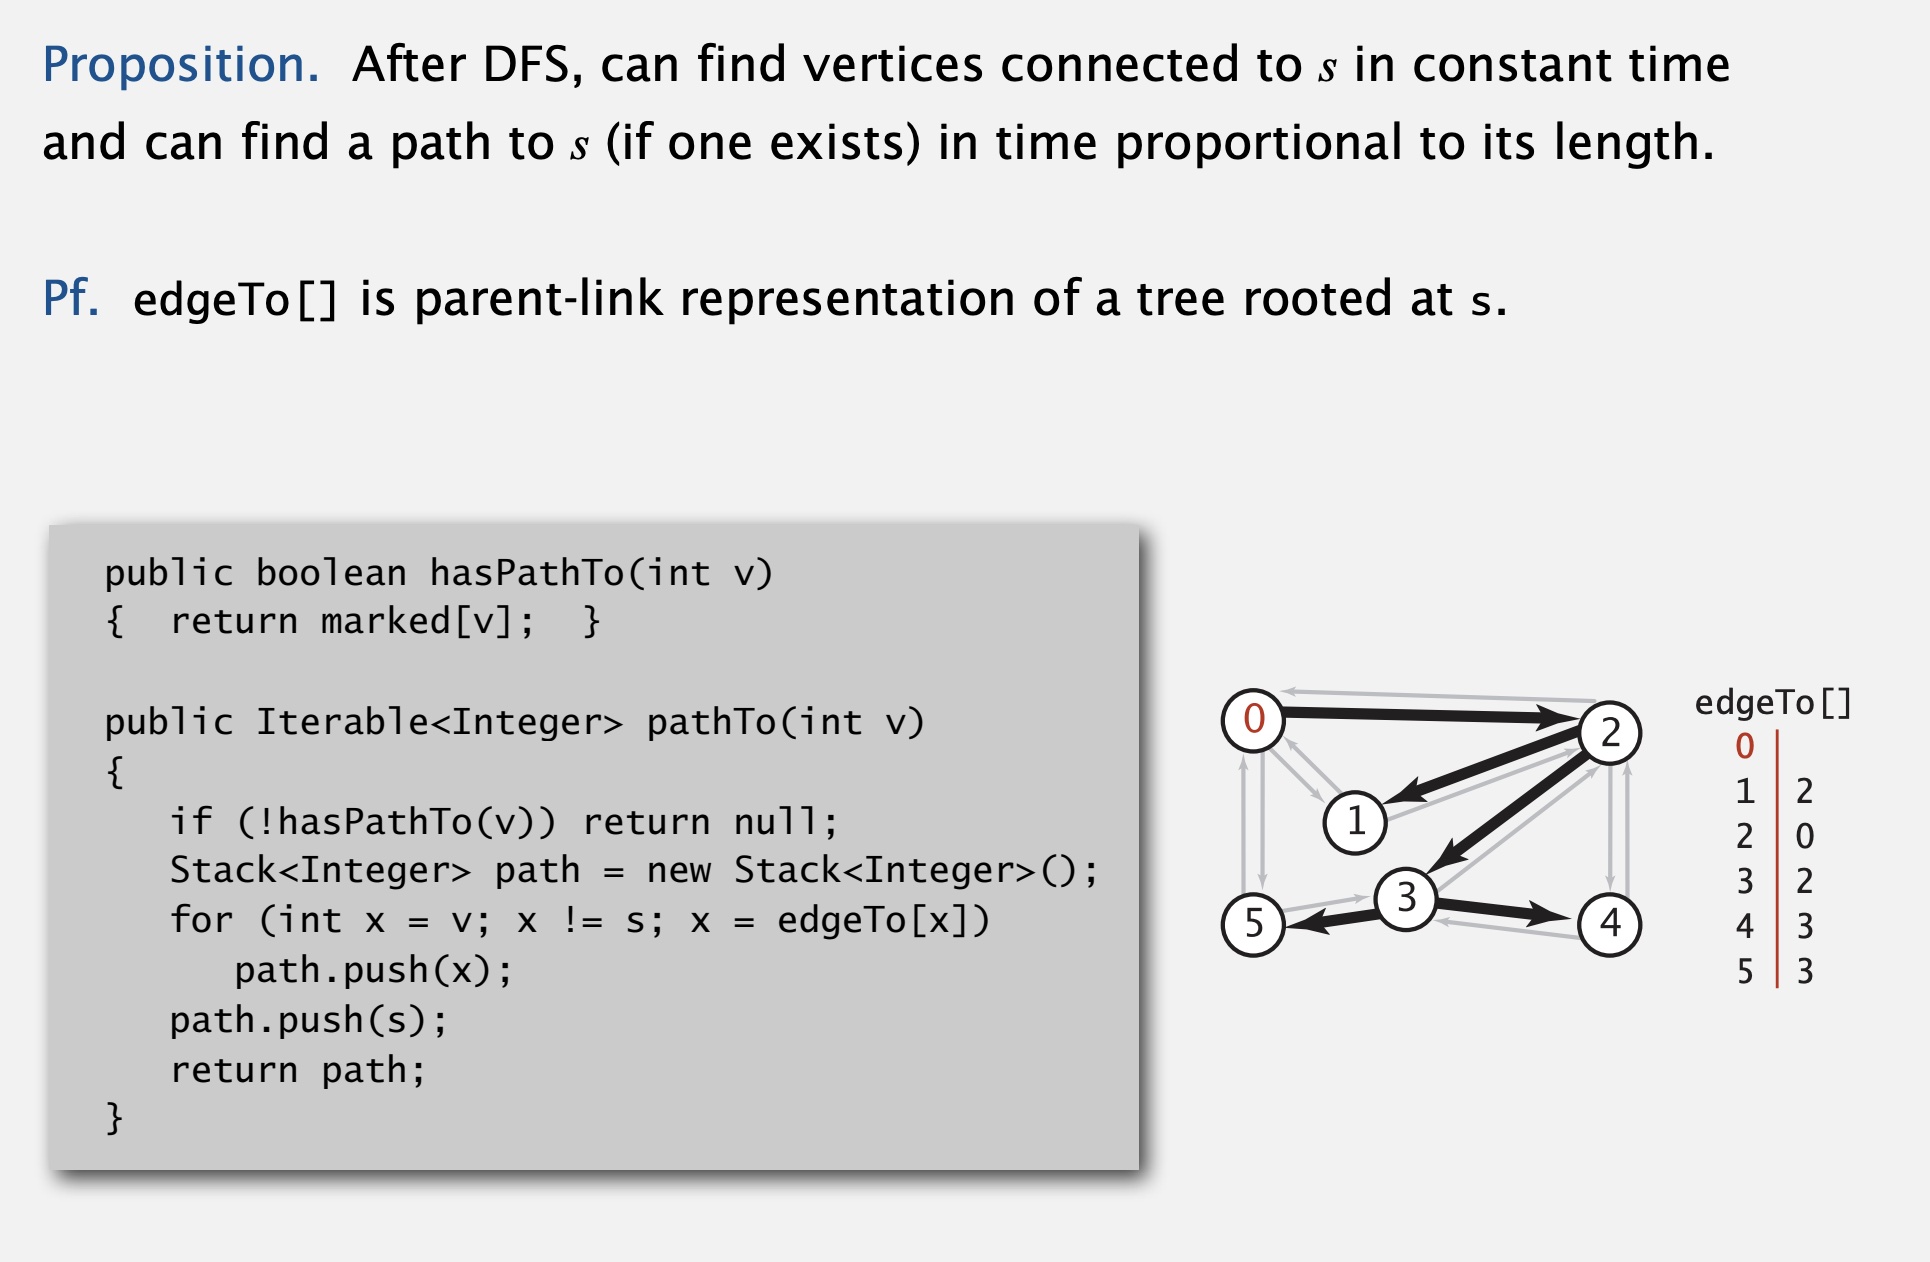 Proposition. After DFS, can find vertices connected to s in constant time
and can find a path to s (if one exists) in time proportional to its length.
Pf. edgeTo[] is parent-link representation of a tree rooted at s.
public boolean hasPathTo(int v)
{  return marked[v];  }
public Iterable<Integer> pathTo(int v)
{
   if (!hasPathTo(v)) return null;
   Stack<Integer> path = new Stack<Integer>();
   for (int x = v; x != s; x = edgeTo[x])
      path.push(x);
   path.push(s);
   return path;
}
0
2
1
3
5
4
edgeTo[]
0
1 2
2 0
3 2
4 3
5 3